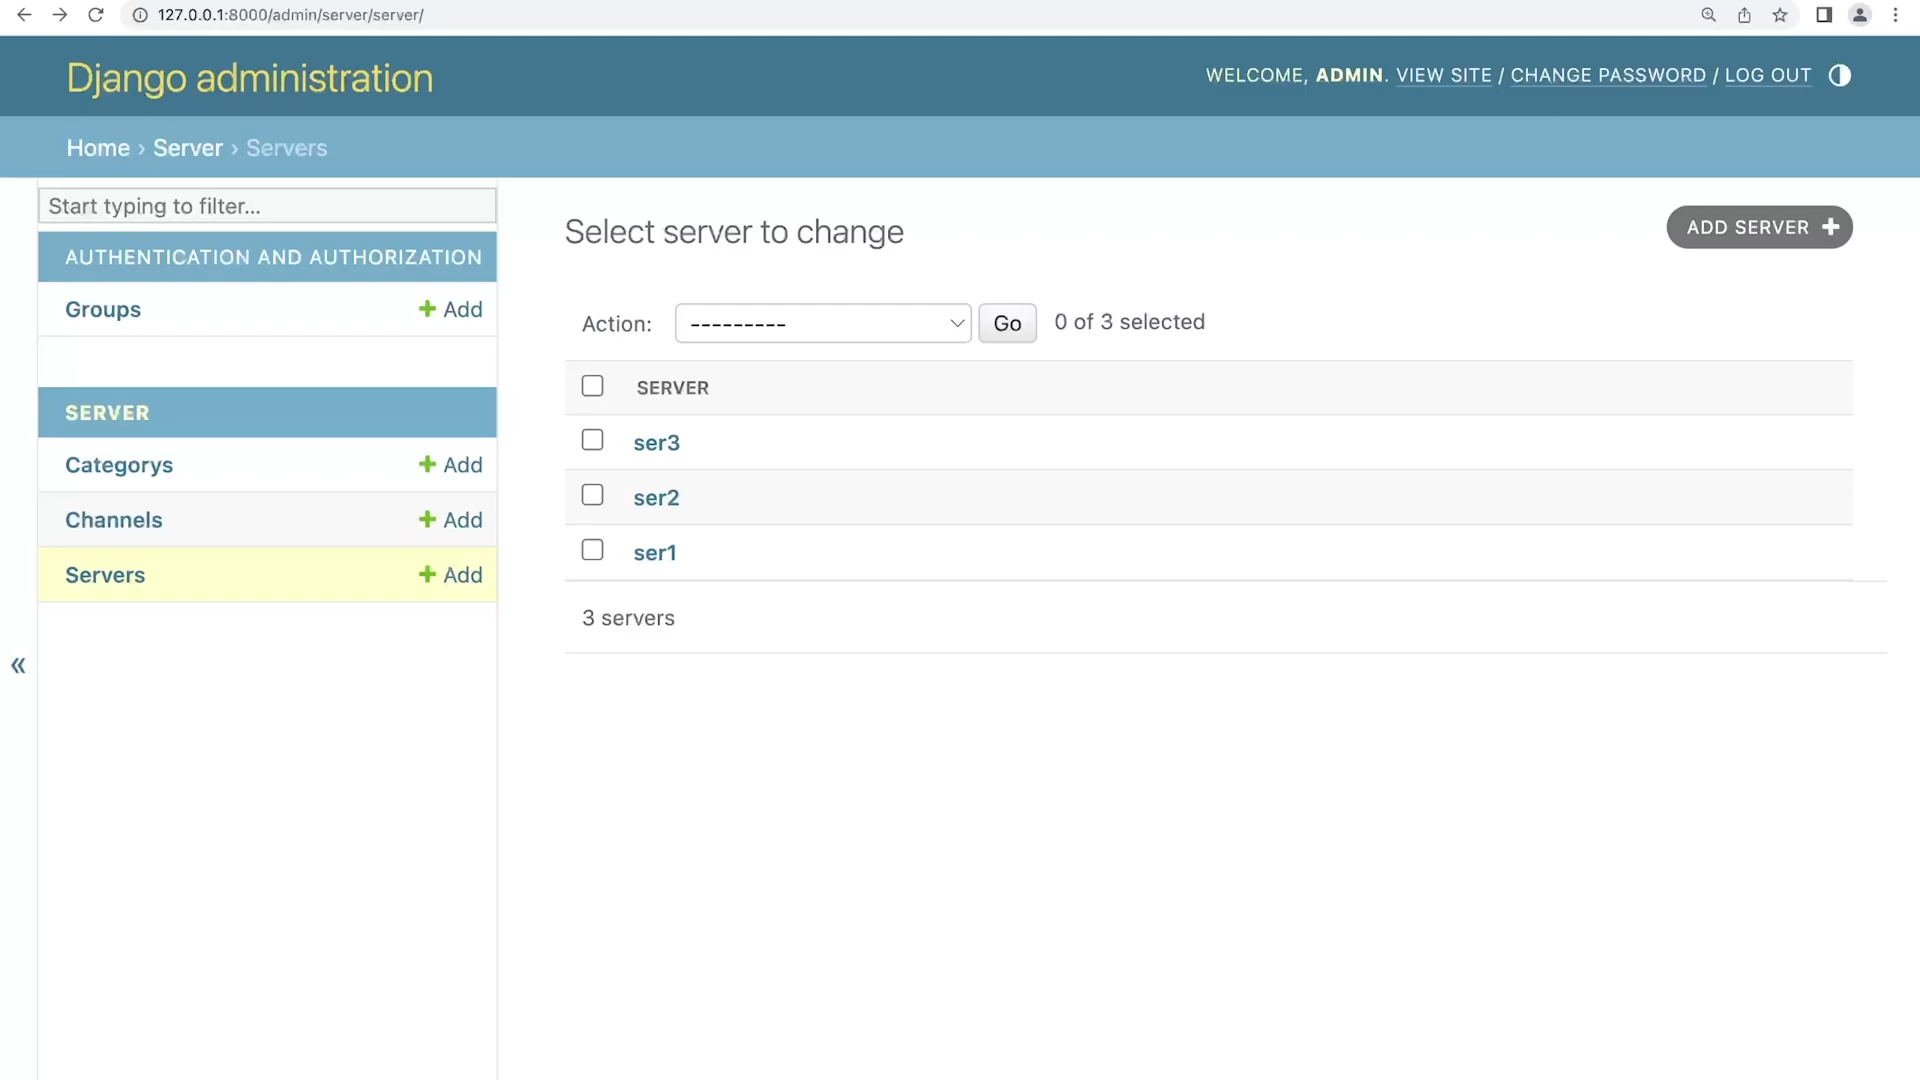 127.0.0.1:8000/admin/server/server/
Django administration
WELCOME, ADMIN. VIEW SITE / CHANGE PASSWORD / LOG OUT
Home › Server › Servers
Start typing to filter...
AUTHENTICATION AND AUTHORIZATION
Groups + Add
SERVER
Categorys + Add
Channels + Add
Servers + Add
«
Select server to change
ADD SERVER +
Action: --------- Go 0 of 3 selected
SERVER
ser3
ser2
ser1
3 servers